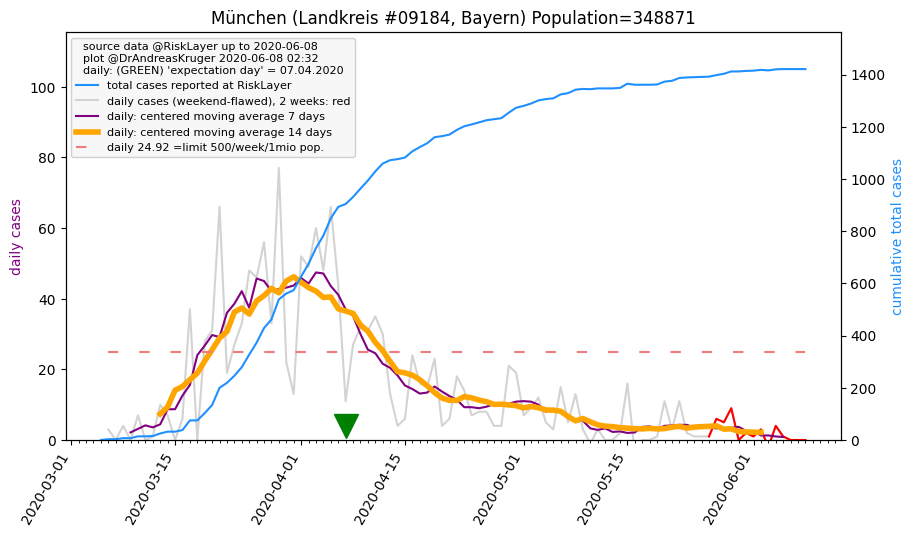 München (Landkreis #09184, Bayern) Population=348871
source data @RiskLayer up to 2020-06-08
plot @DrAndreasKruger 2020-06-08 02:32
daily: (GREEN) 'expectation day' = 07.04.2020
total cases reported at RiskLayer
daily cases (weekend-flawed), 2 weeks: red
daily: centered moving average 7 days
daily: centered moving average 14 days
daily 24.92 =limit 500/week/1mio pop.
daily cases
100
80
60
40
20
0
1400
1200
1000
800
600
400
200
0
cumulative total cases
2020-03-01
2020-03-15
2020-04-01
2020-04-15
2020-05-01
2020-05-15
2020-06-01